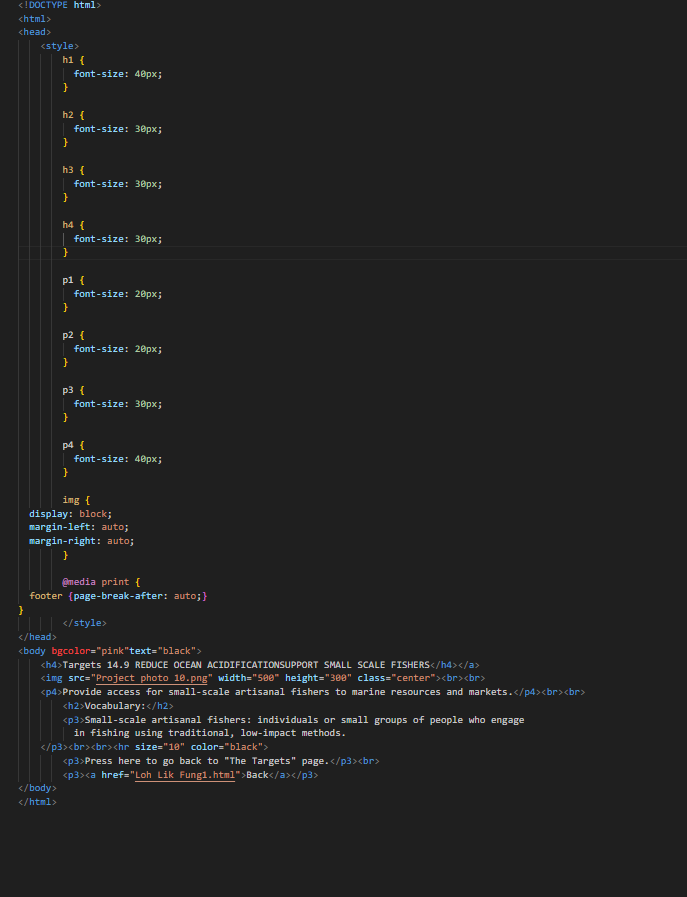 <!DOCTYPE html>
<html>
<head>
<style>
h1 {
font-size: 40px;
}
h2 {
font-size: 30px;
}
h3 {
font-size: 30px;
}
h4 {
font-size: 30px;
}
p1 {
font-size: 20px;
}
p2 {
font-size: 20px;
}
p3 {
font-size: 30px;
}
p4 {
font-size: 40px;
}
img {
display: block;
margin-left: auto;
margin-right: auto;
}
@media print {
footer {page-break-after: auto;}
}
</style>
</head>
<body bgcolor="pink"text="black">
<h4>Targets 14.9 REDUCE OCEAN ACIDIFICATIONSUPPORT SMALL SCALE FISHERS</h4></a>
<img src="Project photo 10.png" width="500" height="300" class="center"><br><br>
<p4>Provide access for small-scale artisanal fishers to marine resources and markets.</p4><br><br>
<h2>Vocabulary:</h2>
<p3>Small-scale artisanal fishers: individuals or small groups of people who engage
in fishing using traditional, low-impact methods.
</p3><br><br><hr size="10" color="black">
<p3>Press here to go back to "The Targets" page.</p3><br>
<p3><a href="Loh Lik Fung1.html">Back</a></p3>
</body>
</html>